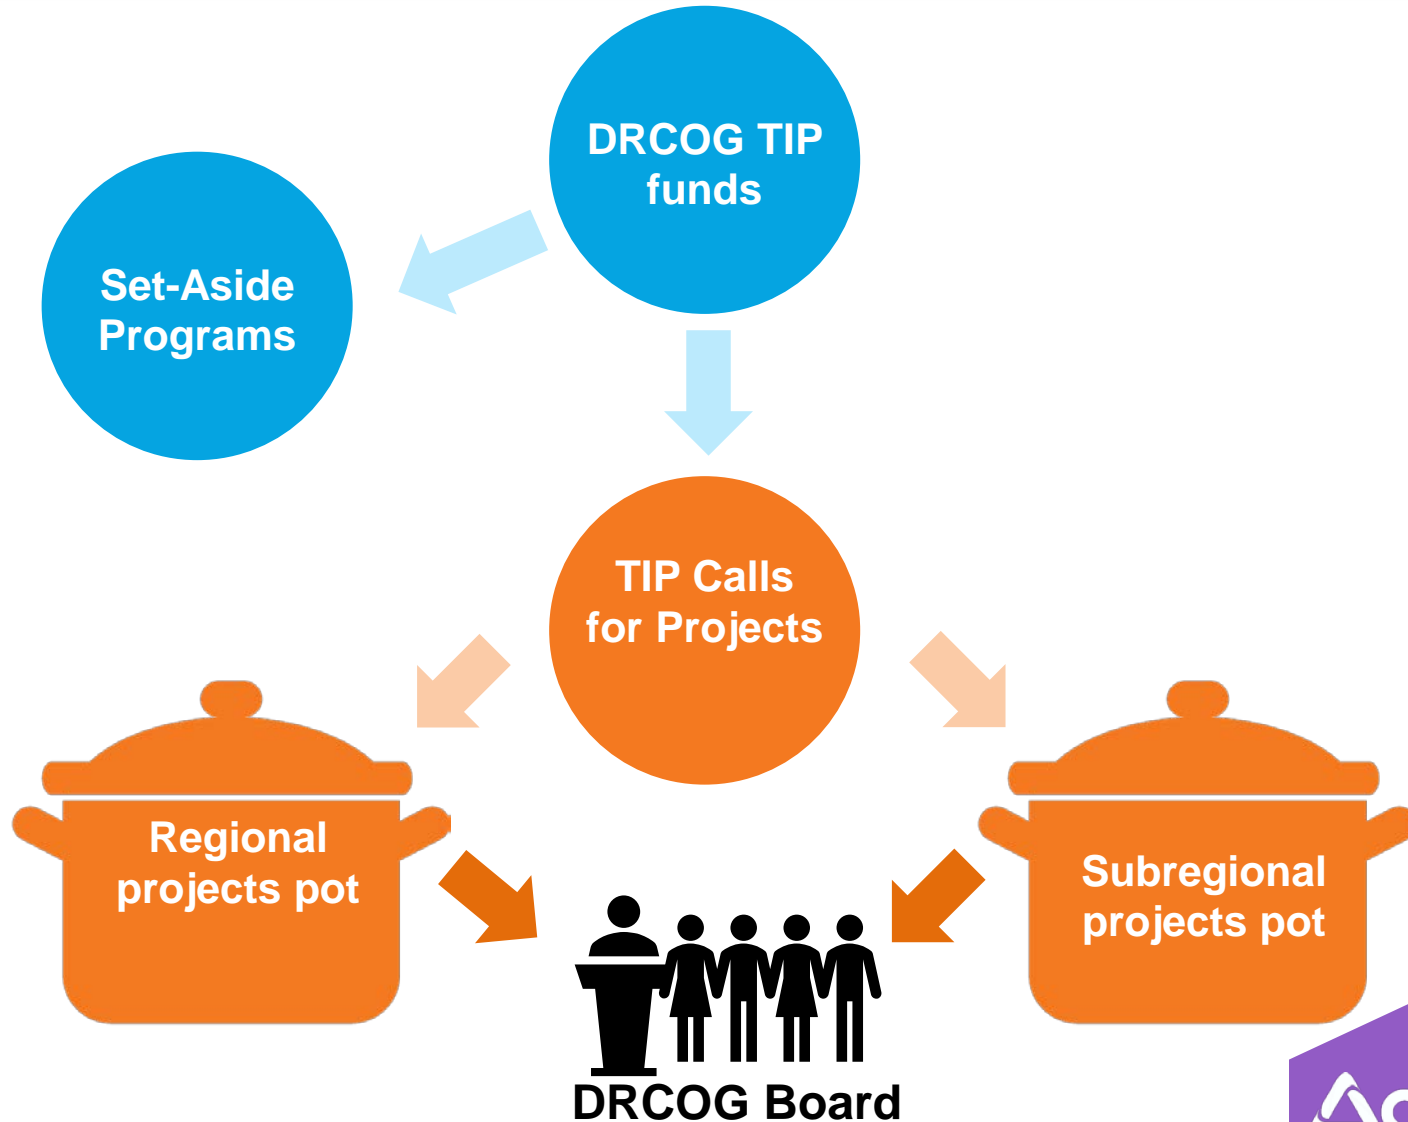 DRCOG TIP
funds
Set-Aside
Programs
TIP Calls
for Projects
Regional
projects pot
Subregional
projects pot
DRCOG Board